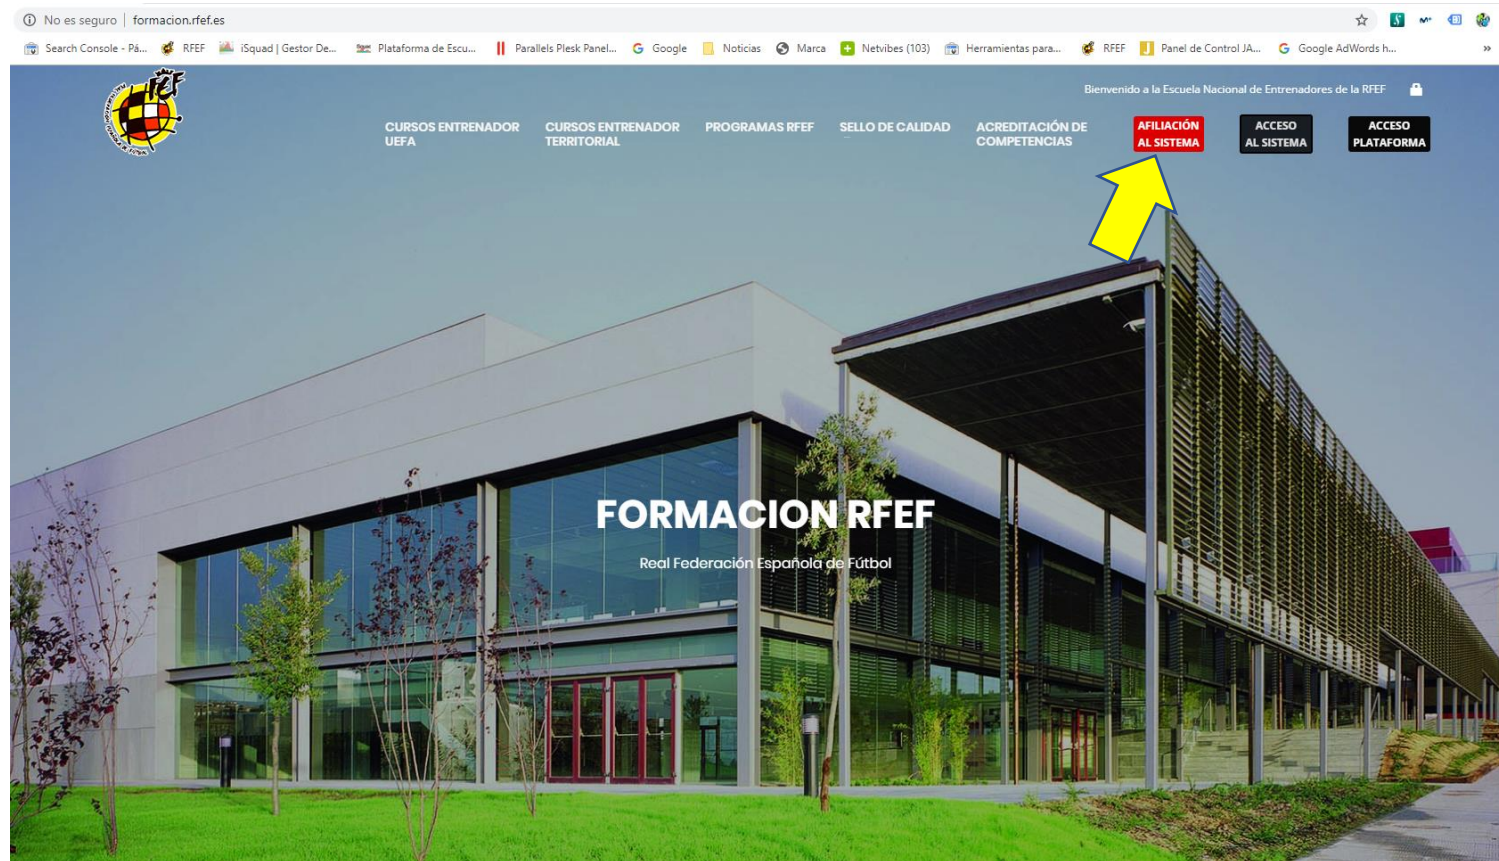 No es seguro | formacion.rfef.es
Search Console - Pá... RFEF iSquad | Gestor De... Plataforma de Escu... Parallels Plesk Panel... Google Noticias Marca Netvibes (103) Herramientas para... RFEF Panel de Control JA... Google AdWords h... »
Bienvenido a la Escuela Nacional de Entrenadores de la RFEF
CURSOS ENTRENADOR
UEFA
CURSOS ENTRENADOR
TERRITORIAL
PROGRAMAS RFEF
SELLO DE CALIDAD
ACREDITACIÓN DE
COMPETENCIAS
AFILIACIÓN
AL SISTEMA
ACCESO
AL SISTEMA
ACCESO
PLATAFORMA
FORMACION RFEF
Real Federación Española de Fútbol